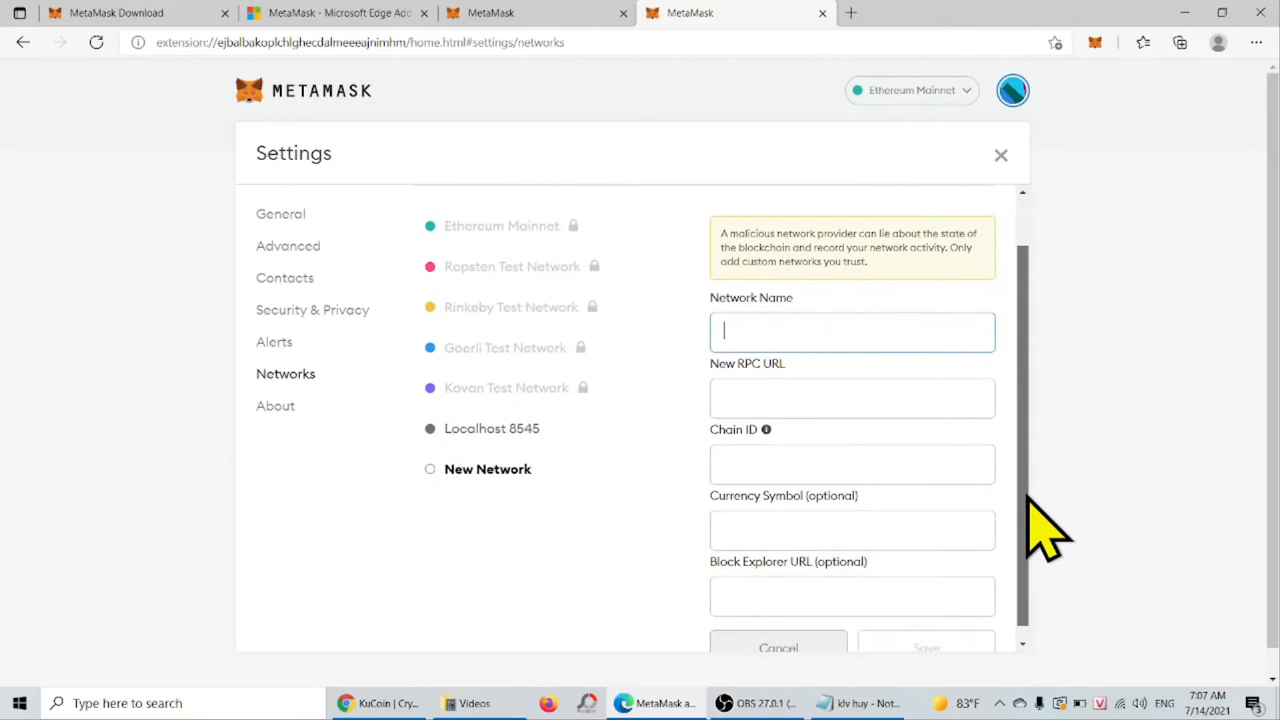 MetaMask Download
MetaMask - Microsoft Edge Add
MetaMask
MetaMask
extension://ejbalbakoplchlghecdalmeeeajnimhm/home.html#settings/networks
METAMASK
Ethereum Mainnet
Settings
General
Advanced
Contacts
Security & Privacy
Alerts
Networks
About
Ethereum Mainnet
Ropsten Test Network
Rinkeby Test Network
Goerli Test Network
Kovan Test Network
Localhost 8545
New Network
A malicious network provider can lie about the state of
the blockchain and record your network activity. Only
add custom networks you trust.
Network Name
New RPC URL
Chain ID
Currency Symbol (optional)
Block Explorer URL (optional)
Cancel
Save
Type here to search
KuCoin | Cry...
Videos
MetaMask a...
OBS 27.0.1 (...
klv huy - Not...
83°F
ENG
7:07 AM
7/14/2021
3